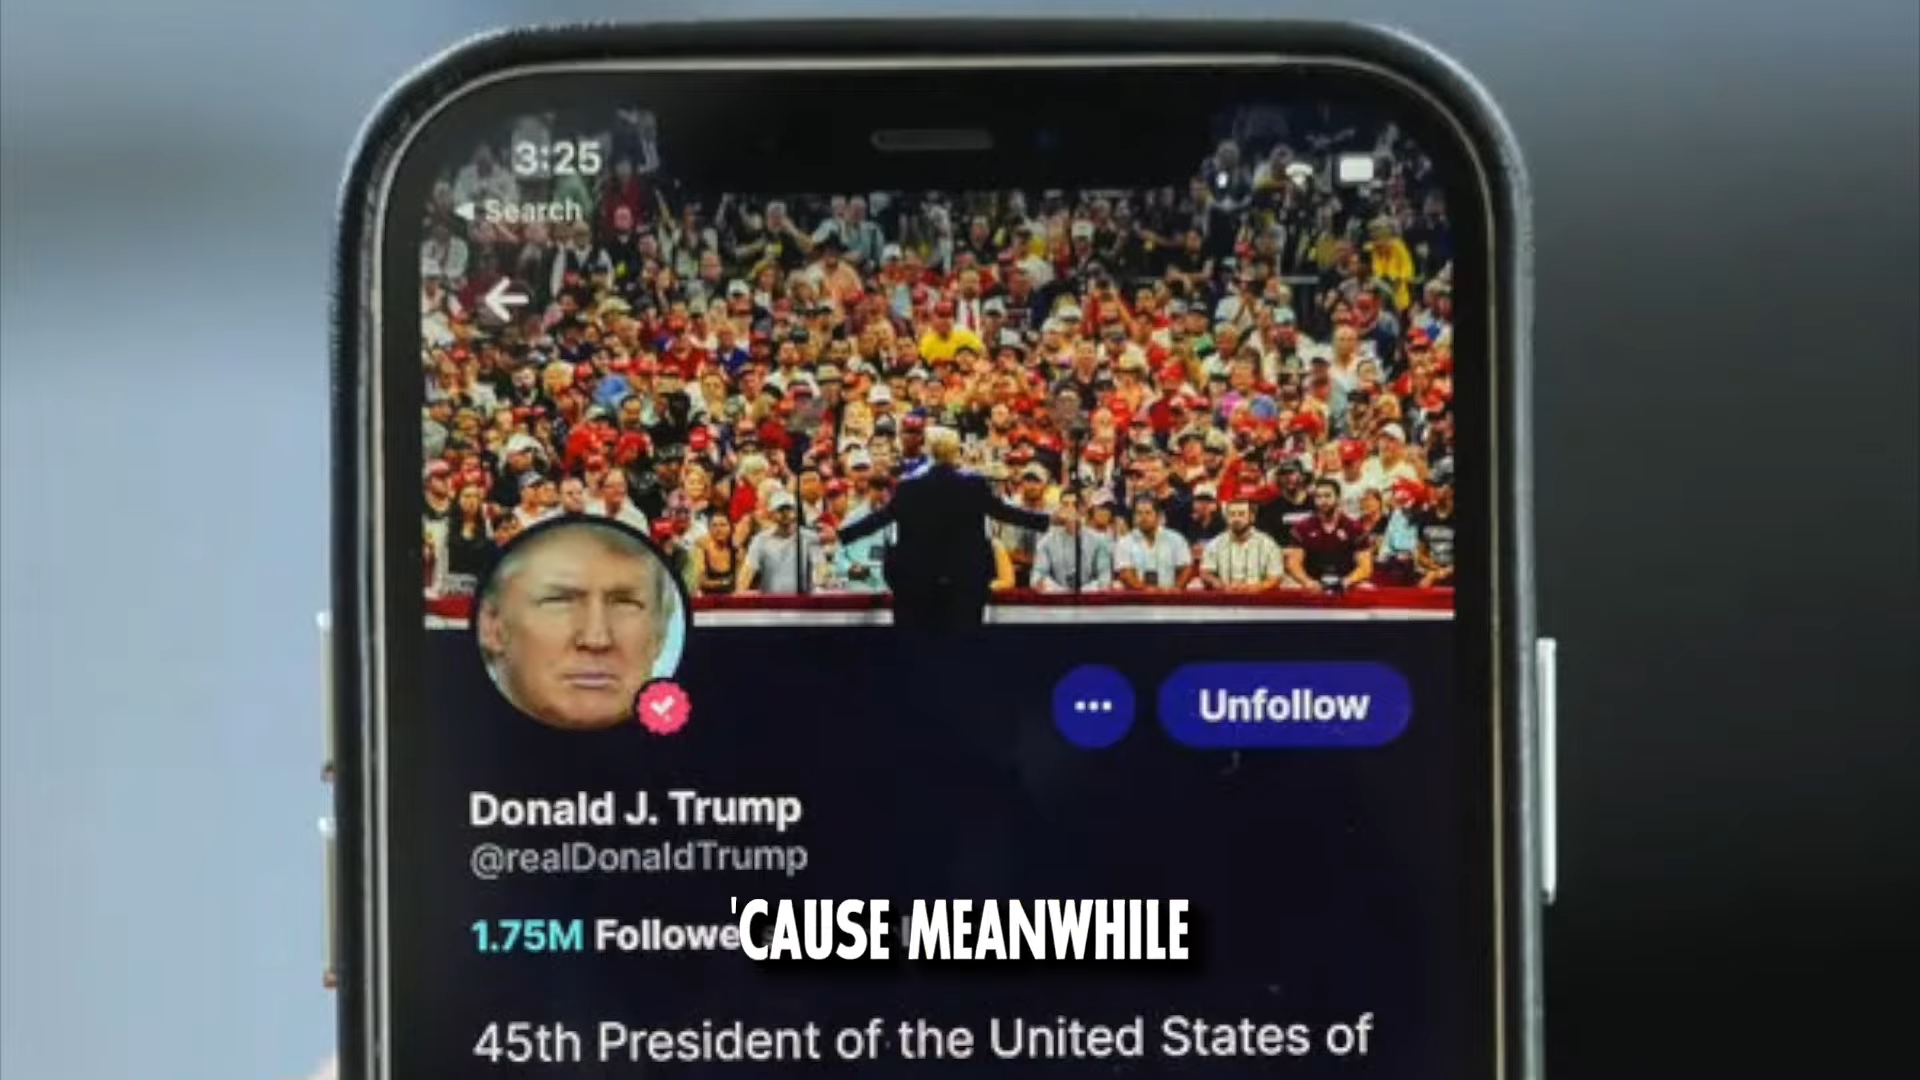 3:25
Search
Unfollow
Donald J. Trump
@realDonaldTrump
1.75M Followe
'CAUSE MEANWHILE
45th President of the United States of